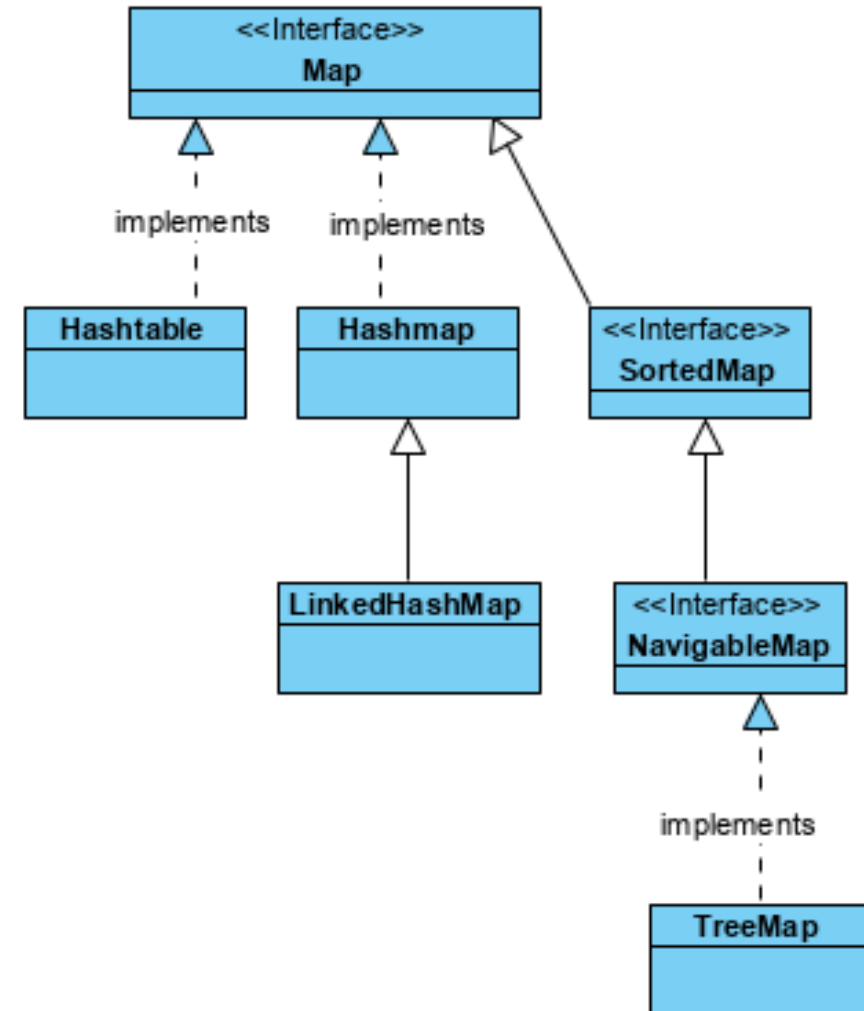 <<Interface>>
Map
implements
implements
Hashtable
Hashmap
<<Interface>>
SortedMap
LinkedHashMap
<<Interface>>
NavigableMap
implements
TreeMap